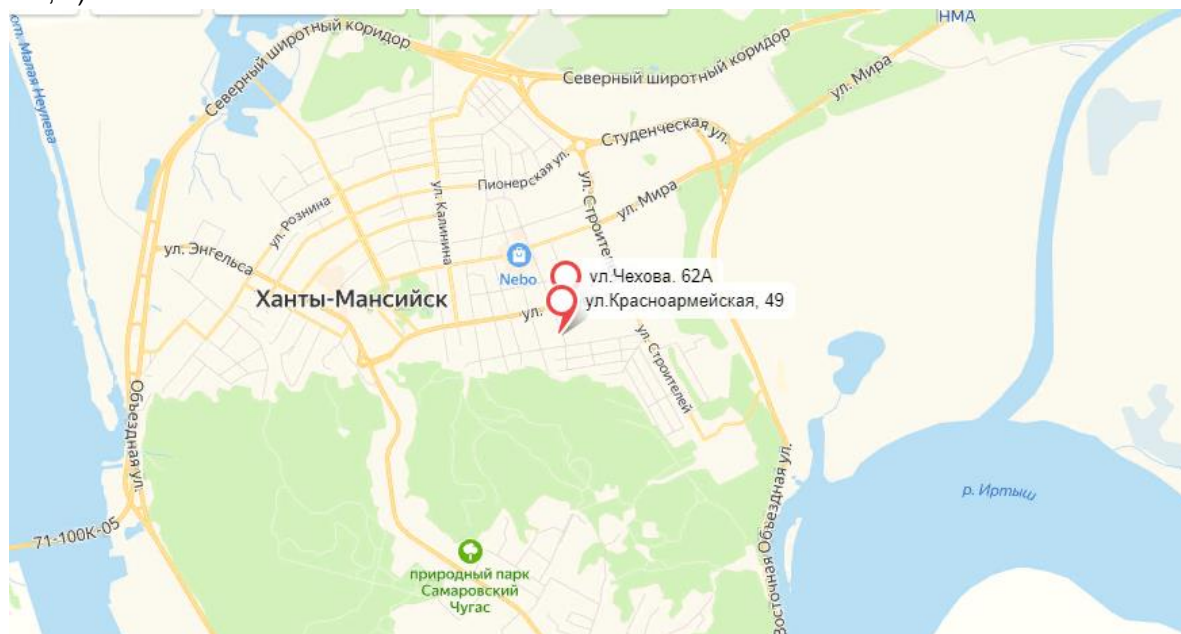 НМА
Северный широтный коридор
Северный широтный коридор
ул. Мира
Студенческая ул.
Пионерская ул.
ул. Строите
ул. Мира
ул. Рознина
ул. Калинина
ул. Энгельса
Nebo
ул.Чехова. 62А
Ханты-Мансийск
ул.
ул.Красноармейская, 49
ул. Строителей
Объездная ул.
Восточная Объездная ул.
р. Иртыш
71-100К-05
природный парк
Самаровский
Чугас